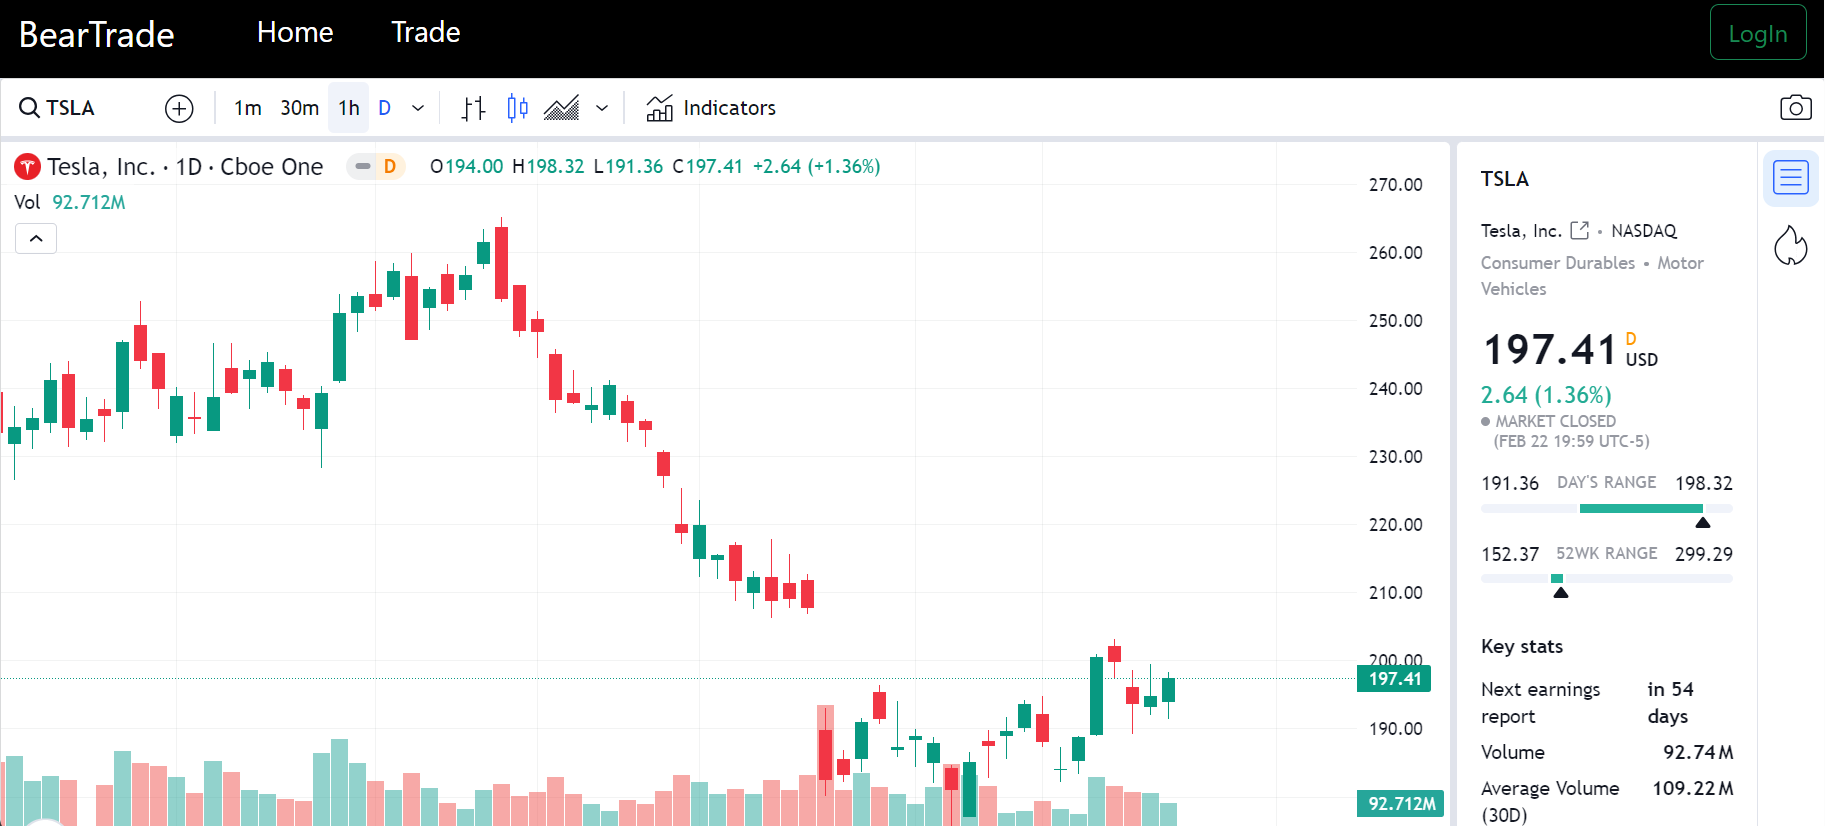 BearTrade Home Trade LogIn
TSLA 1m 30m 1h D Indicators
Tesla, Inc. · 1D · Cboe One D O194.00 H198.32 L191.36 C197.41 +2.64 (+1.36%)
Vol 92.712M
270.00
260.00
250.00
240.00
230.00
220.00
210.00
200.00
197.41
190.00
92.712M
TSLA
Tesla, Inc. • NASDAQ
Consumer Durables • Motor
Vehicles
197.41 D USD
2.64 (1.36%)
MARKET CLOSED
(FEB 22 19:59 UTC-5)
191.36 DAY'S RANGE 198.32
152.37 52WK RANGE 299.29
Key stats
Next earnings in 54
report days
Volume 92.74M
Average Volume 109.22M
(30D)